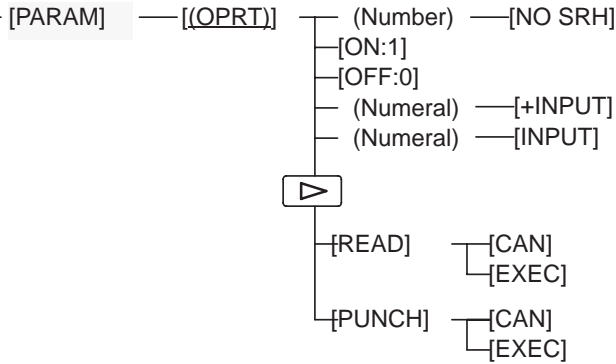 [PARAM] [(OPRT)] (Number) [NO SRH]
[ON:1]
[OFF:0]
(Numeral) [+INPUT]
(Numeral) [INPUT]
[READ] [CAN]
[EXEC]
[PUNCH] [CAN]
[EXEC]